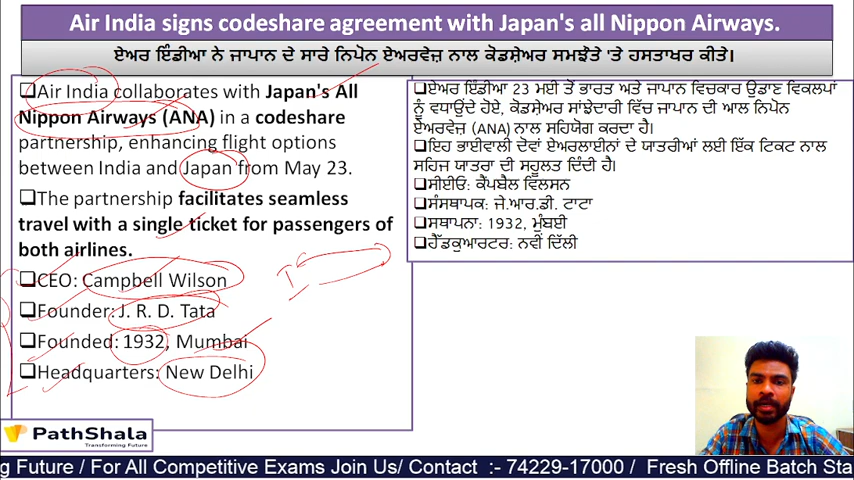 Air India signs codeshare agreement with Japan's all Nippon Airways.
ਏਅਰ ਇੰਡੀਆ ਨੇ ਜਾਪਾਨ ਦੇ ਸਾਰੇ ਨਿਪੋਨ ਏਅਰਵੇਜ਼ ਨਾਲ ਕੋਡਸ਼ੇਅਰ ਸਮਝੌਤੇ 'ਤੇ ਹਸਤਾਖਰ ਕੀਤੇ।
Air India collaborates with Japan's All
Nippon Airways (ANA) in a codeshare
partnership, enhancing flight options
between India and Japan from May 23.
The partnership facilitates seamless
travel with a single ticket for passengers of
both airlines.
CEO: Campbell Wilson
Founder: J. R. D. Tata
Founded: 1932, Mumbai
Headquarters: New Delhi
ਏਅਰ ਇੰਡੀਆ 23 ਮਈ ਤੋਂ ਭਾਰਤ ਅਤੇ ਜਾਪਾਨ ਵਿਚਕਾਰ ਉਡਾਣ ਵਿਕਲਪਾਂ
ਨੂੰ ਵਧਾਉਂਦੇ ਹੋਏ, ਕੋਡਸ਼ੇਅਰ ਸਾਂਝੇਦਾਰੀ ਵਿੱਚ ਜਾਪਾਨ ਦੀ ਆਲ ਨਿਪੋਨ
ਏਅਰਵੇਜ਼ (ANA) ਨਾਲ ਸਹਿਯੋਗ ਕਰਦਾ ਹੈ।
ਇਹ ਭਾਈਵਾਲੀ ਦੋਵਾਂ ਏਅਰਲਾਈਨਾਂ ਦੇ ਯਾਤਰੀਆਂ ਲਈ ਇੱਕ ਟਿਕਟ ਨਾਲ
ਸਹਿਜ ਯਾਤਰਾ ਦੀ ਸਹੂਲਤ ਦਿੰਦੀ ਹੈ।
ਸੀਈਓ: ਕੈਂਪਬੈਲ ਵਿਲਸਨ
ਸੰਸਥਾਪਕ: ਜੇ.ਆਰ.ਡੀ. ਟਾਟਾ
ਸਥਾਪਨਾ: 1932, ਮੁੰਬਈ
ਹੈੱਡਕੁਆਰਟਰ: ਨਵੀਂ ਦਿੱਲੀ
PathShala
Transforming Future
g Future / For All Competitive Exams Join Us/ Contact :- 74229-17000 / Fresh Offline Batch Sta